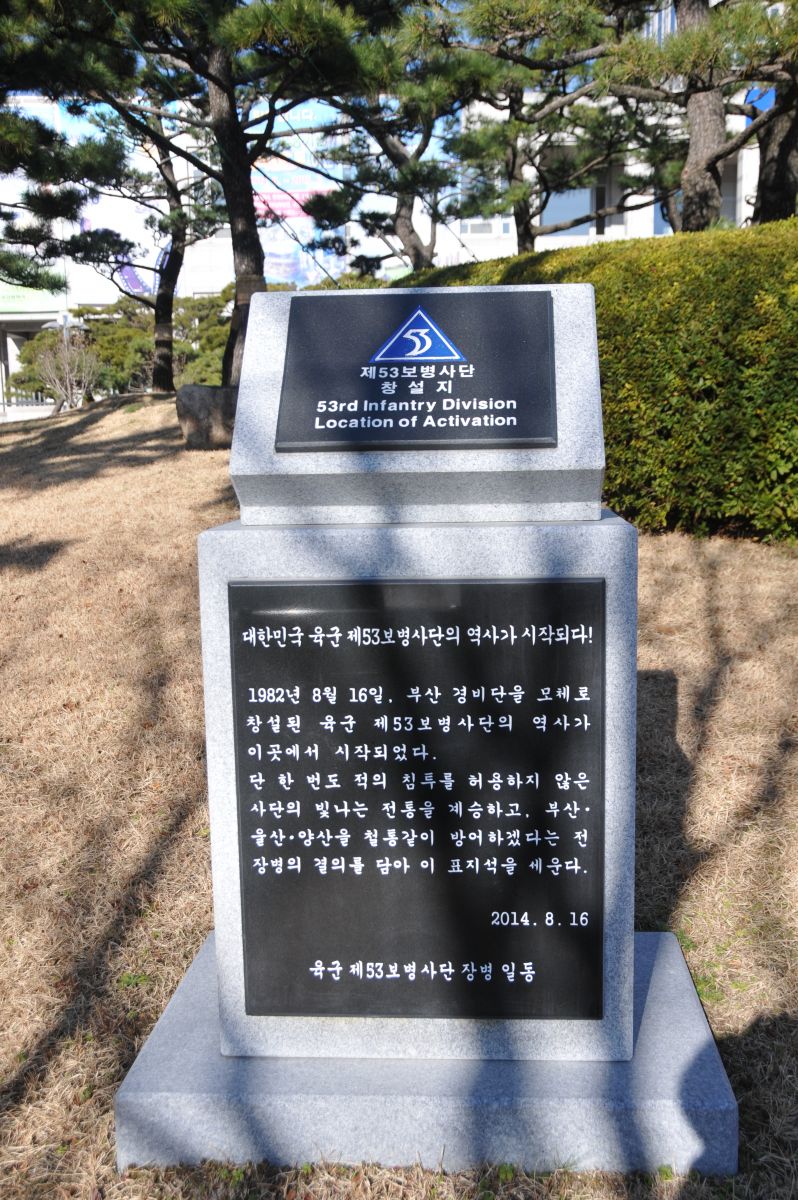 53
제53보병사단
창 설 지
53rd Infantry Division
Location of Activation
대한민국 육군 제53보병사단의 역사가 시작되다!
1982년 8월 16일, 부산 경비단을 모체로
창설된 육군 제53보병사단의 역사가
이곳에서 시작되었다.
단 한 번도 적의 침투를 허용하지 않은
사단의 빛나는 전통을 계승하고, 부산·
울산·양산을 철통같이 방어하겠다는 전
장병의 결의를 담아 이 표지석을 세운다.
2014. 8. 16
육군 제53보병사단 장병 일동